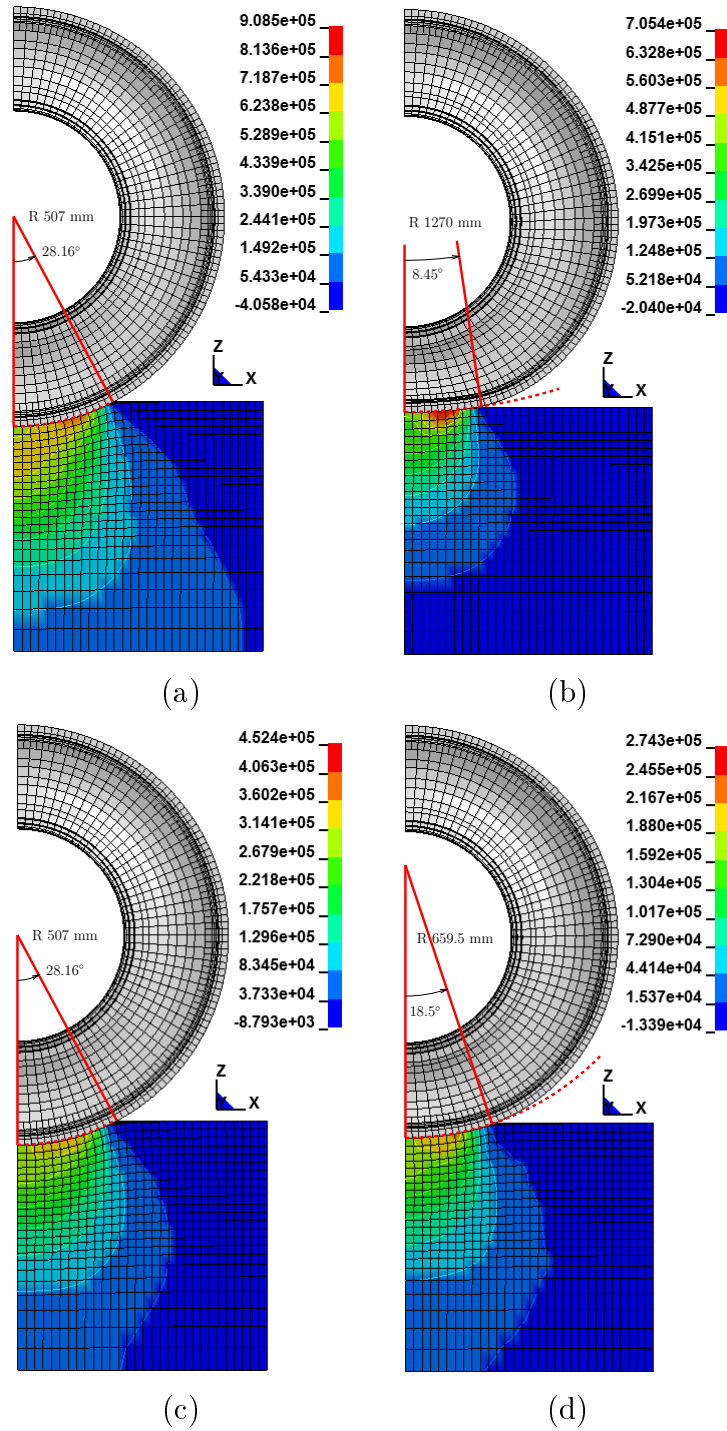 9.085e+05
8.136e+05
7.187e+05
6.238e+05
5.289e+05
4.339e+05
3.390e+05
2.441e+05
1.492e+05
5.433e+04
-4.058e+04
R 507 mm
28.16°
Z
Y
X
(a)
7.054e+05
6.328e+05
5.603e+05
4.877e+05
4.151e+05
3.425e+05
2.699e+05
1.973e+05
1.248e+05
5.218e+04
-2.040e+04
R 1270 mm
8.45°
Z
Y
X
(b)
4.524e+05
4.063e+05
3.602e+05
3.141e+05
2.679e+05
2.218e+05
1.757e+05
1.296e+05
8.345e+04
3.733e+04
-8.793e+03
R 507 mm
28.16°
Z
Y
X
(c)
2.743e+05
2.455e+05
2.167e+05
1.880e+05
1.592e+05
1.304e+05
1.017e+05
7.290e+04
4.414e+04
1.537e+04
-1.339e+04
R 659.5 mm
18.5°
Z
Y
X
(d)